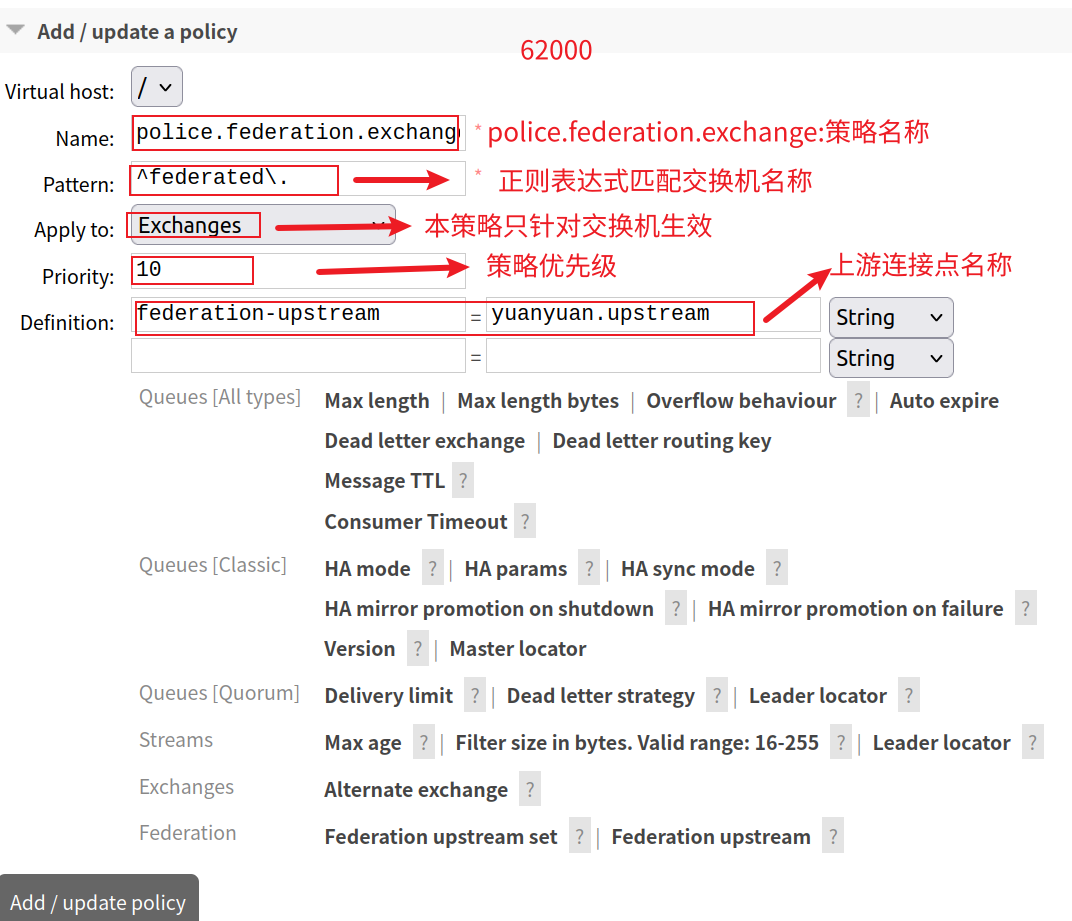 Add / update a policy
62000
Virtual host: /
Name: police.federation.exchang * police.federation.exchange:策略名称
Pattern: ^federated\. * 正则表达式匹配交换机名称
Apply to: Exchanges 本策略只针对交换机生效
Priority: 10 策略优先级
上游连接点名称
Definition: federation-upstream = yuanyuan.upstream String
= String
Queues [All types] Max length | Max length bytes | Overflow behaviour ? | Auto expire
Dead letter exchange | Dead letter routing key
Message TTL ?
Consumer Timeout ?
Queues [Classic] HA mode ? | HA params ? | HA sync mode ?
HA mirror promotion on shutdown ? | HA mirror promotion on failure ?
Version ? | Master locator
Queues [Quorum] Delivery limit ? | Dead letter strategy ? | Leader locator ?
Streams Max age ? | Filter size in bytes. Valid range: 16-255 ? | Leader locator ?
Exchanges Alternate exchange ?
Federation Federation upstream set ? | Federation upstream ?
Add / update policy